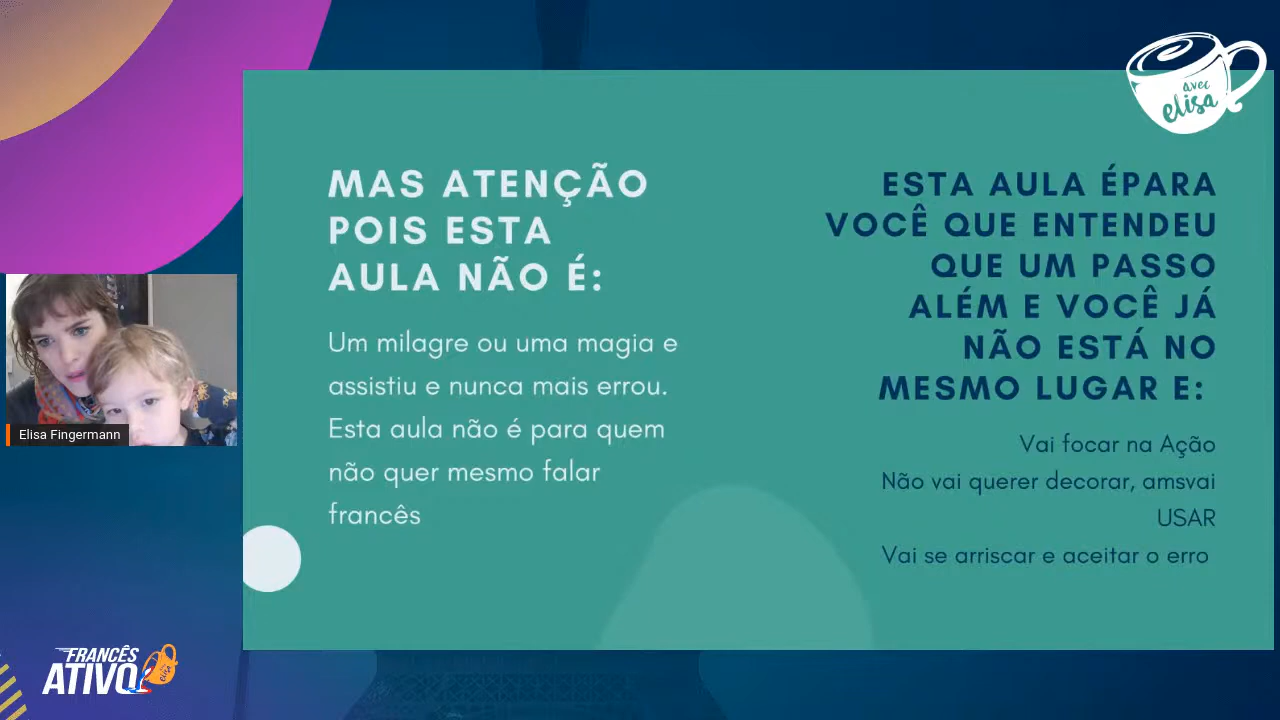 avec
elisa
MAS ATENÇÃO
POIS ESTA
AULA NÃO É:
Um milagre ou uma magia e
assistiu e nunca mais errou.
Esta aula não é para quem
não quer mesmo falar
francês
ESTA AULA ÉPARA
VOCÊ QUE ENTENDEU
QUE UM PASSO
ALÉM E VOCÊ JÁ
NÃO ESTÁ NO
MESMO LUGAR E:
Vai focar na Ação
Não vai querer decorar, amsvai
USAR
Vai se arriscar e aceitar o erro
Elisa Fingermann
FRANCÊS
ATIVO
elisa